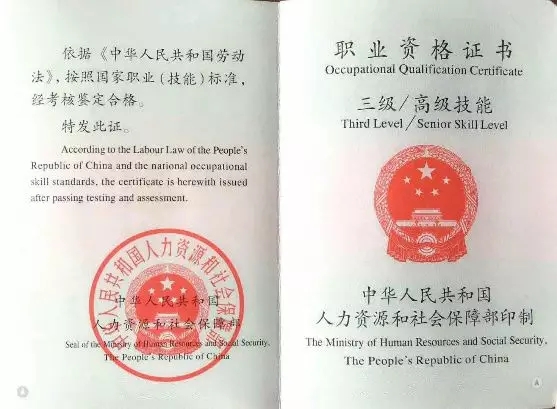 依据《中华人民共和国劳动
法》，按照国家职业(技能)标准，
经考核鉴定合格。
特发此证。
According to the Labour Law of the People's
Republic of China and the national occupational
skill standards, the certificate is herewith issued
after passing testing and assessment.
中华人民共和国人力资源和社会保障部
中华人民共和国
人力资源和社会保障部
Seal of the Ministry of Human Resources and Social Security,
The People's Republic of China
职业资格证书
Occupational Qualification Certificate
三级/高级技能
Third Level/Senior Skill Level
中华人民共和国
人力资源和社会保障部印制
The Ministry of Human Resources and Social Security,
The People's Republic of China
A